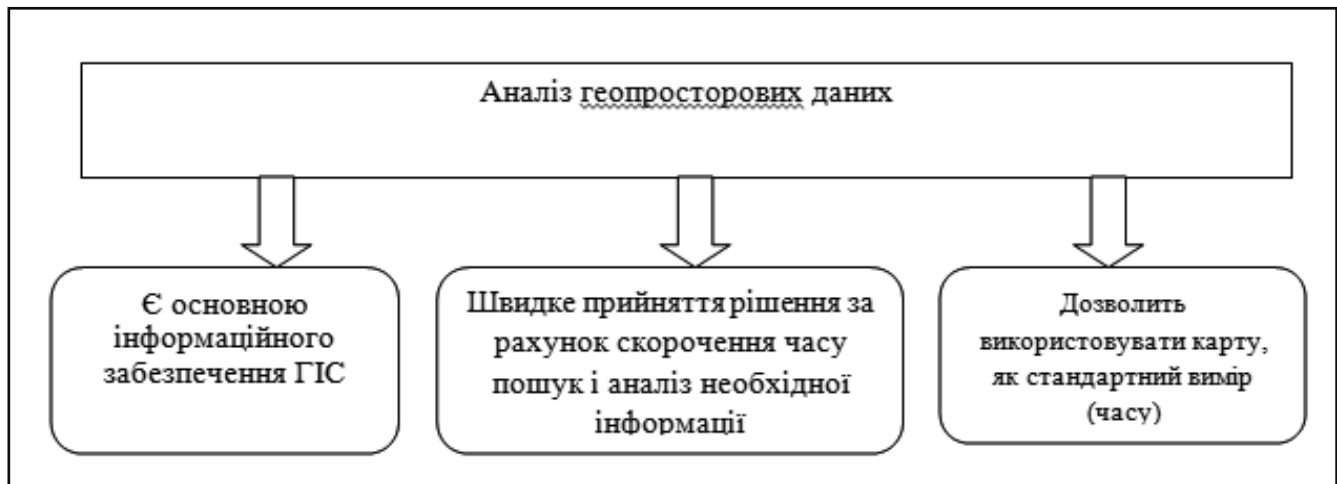 Аналіз геопросторових даних
Є основною
інформаційного
забезпечення ГІС
Швидке прийняття рішення за
рахунок скорочення часу
пошук і аналіз необхідної
інформації
Дозволить
використовувати карту,
як стандартний вимір
(часу)